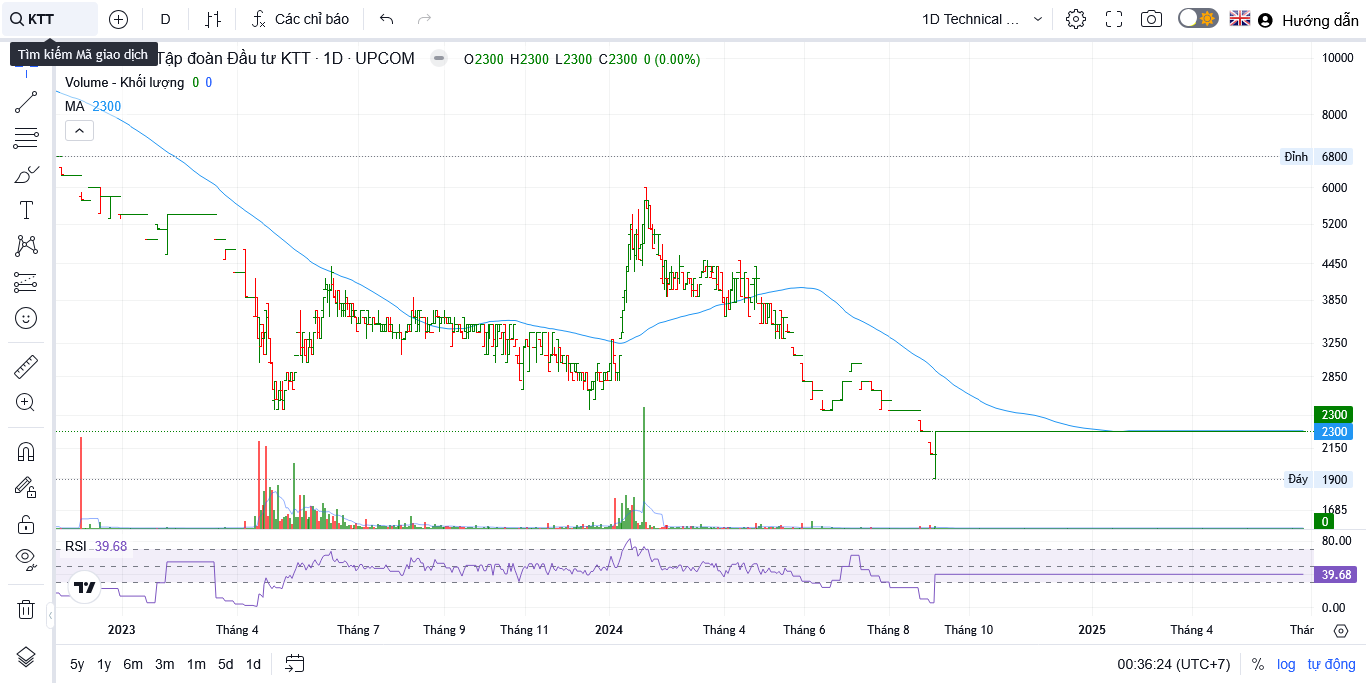 KTT D Các chỉ báo 1D Technical ... Hướng dẫn
Tìm kiếm Mã giao dịch
Tập đoàn Đầu tư KTT · 1D · UPCOM O2300 H2300 L2300 C2300 0 (0.00%)
Volume - Khối lượng 0 0
MA 2300
10000
8000
Đỉnh 6800
6000
5200
4450
3850
3250
2850
2300
2300
2150
Đáy 1900
1685
0
RSI 39.68
80.00
39.68
0.00
2023 Tháng 4 Tháng 7 Tháng 9 Tháng 11 2024 Tháng 4 Tháng 6 Tháng 8 Tháng 10 2025 Tháng 4 Thár
5y 1y 6m 3m 1m 5d 1d 00:36:24 (UTC+7) % log tự động